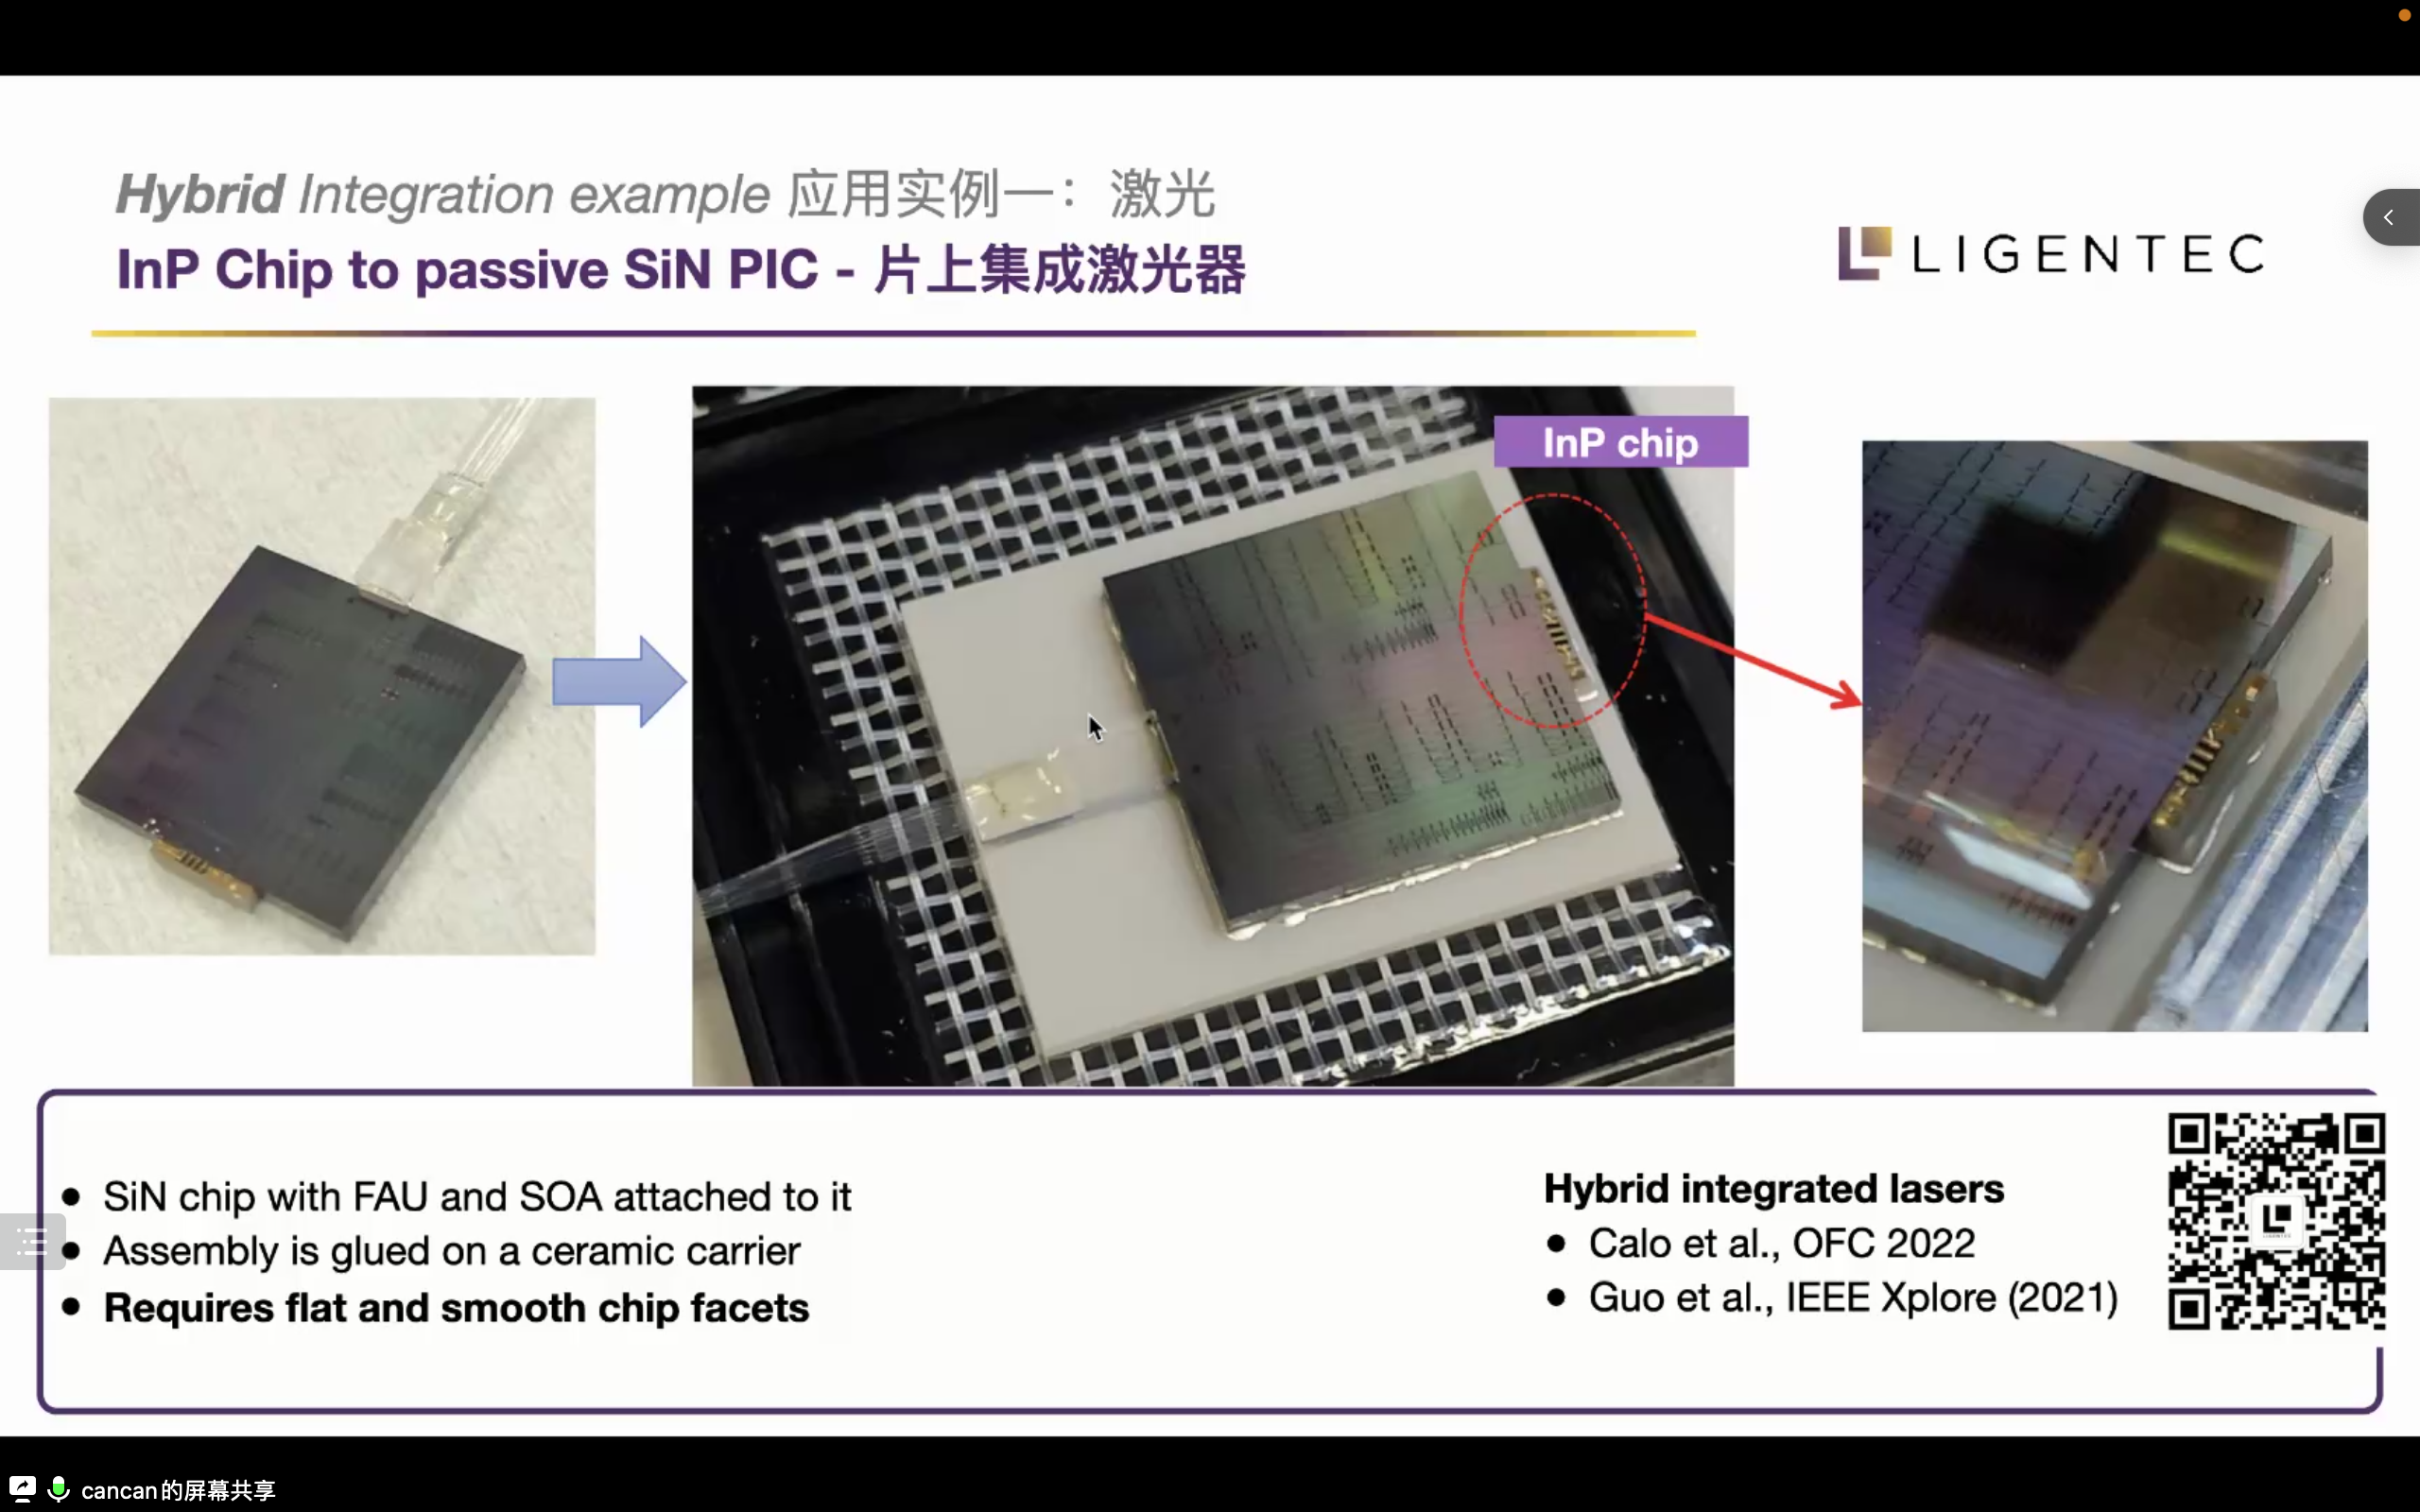 Hybrid Integration example 应用实例一：激光
InP Chip to passive SiN PIC - 片上集成激光器
LIGENTEC
InP chip
● SiN chip with FAU and SOA attached to it
● Assembly is glued on a ceramic carrier
● Requires flat and smooth chip facets
Hybrid integrated lasers
● Calo et al., OFC 2022
● Guo et al., IEEE Xplore (2021)
cancan的屏幕共享